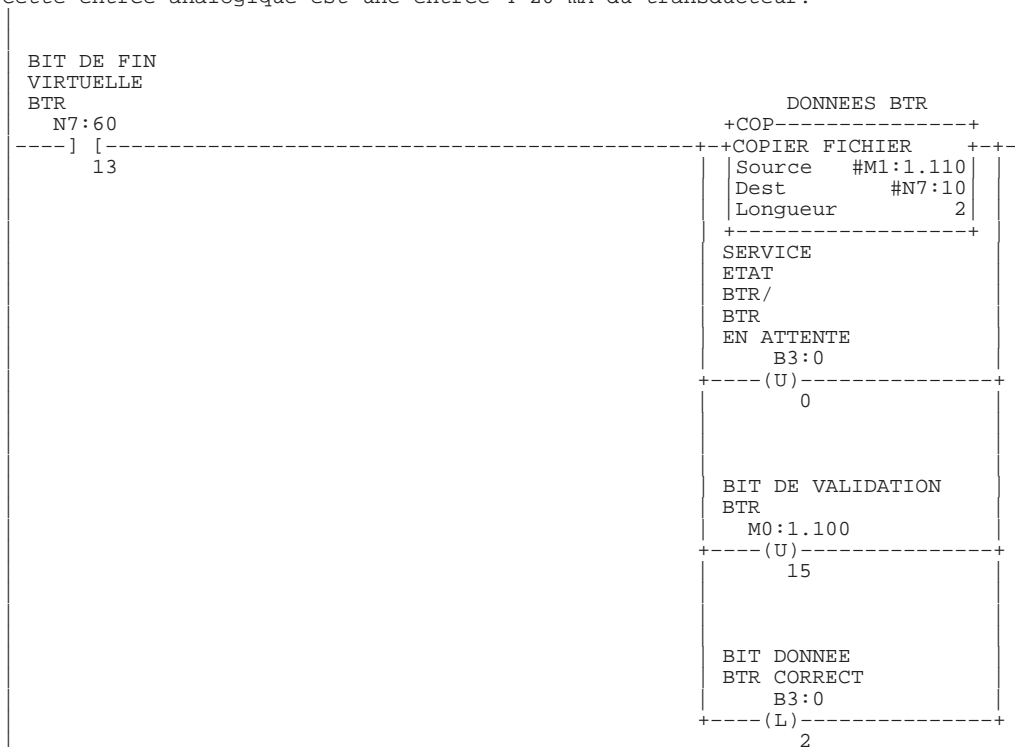 cette entrée analogique est une entrée 4-20 mA du transducteur.
BIT DE FIN
VIRTUELLE
BTR
N7:60
----] [----
13
DONNEES BTR
+COP---------------+
+COPIER FICHIER
Source #M1:1.110
Dest #N7:10
Longueur 2
SERVICE
ETAT
BTR/
BTR
EN ATTENTE
B3:0
+----(U)---------------+
0
BIT DE VALIDATION
BTR
M0:1.100
+----(U)---------------+
15
BIT DONNEE
BTR CORRECT
B3:0
+----(L)---------------+
2